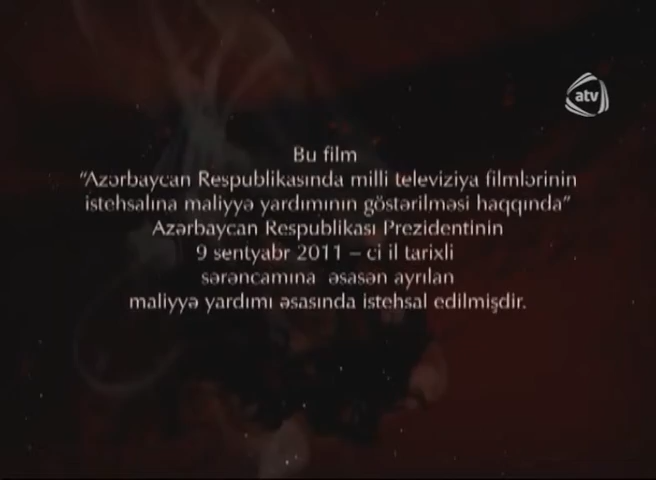 atv
Bu film
"Azərbaycan Respublikasında milli televiziya filmlərinin
istehsalına maliyyə yardımının göstərilməsi haqqında"
Azərbaycan Respublikası Prezidentinin
9 sentyabr 2011 – ci il tarixli
sərəncamına əsasən ayrılan
maliyyə yardımı əsasında istehsal edilmişdir.